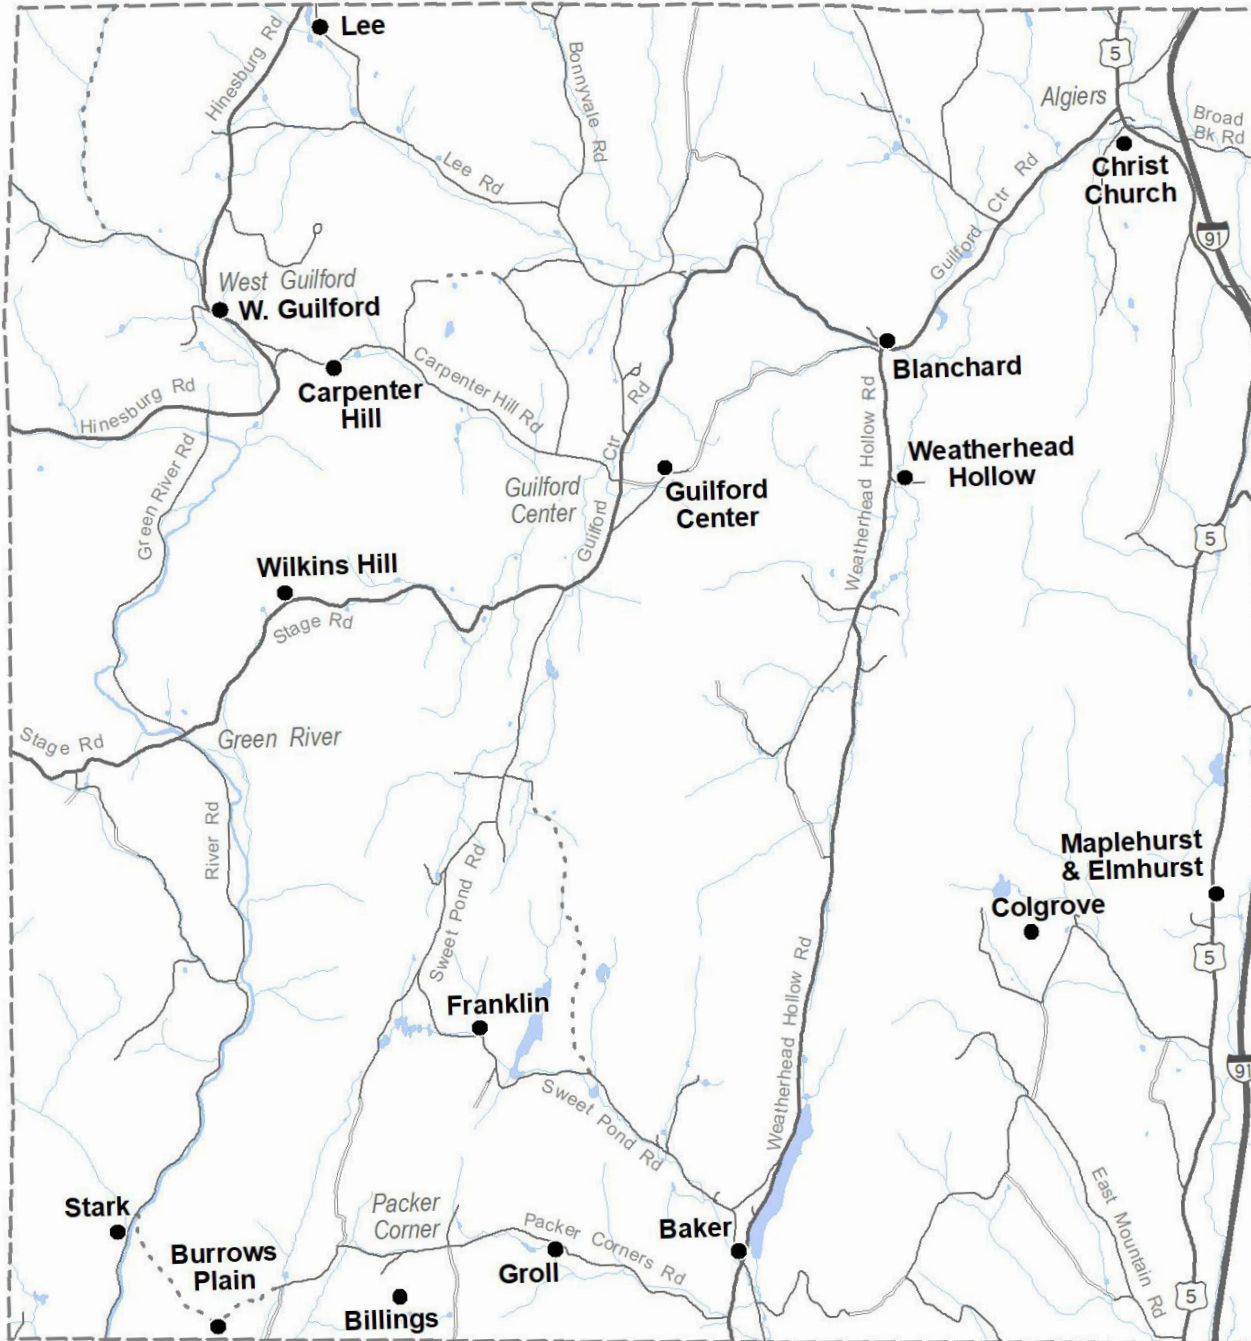 Lee
Hinesburg Rd
Bonnyvale Rd
5
Algiers
Broad
Bk Rd
Christ
Church
Lee Rd
Guilford Ctr Rd
91
West Guilford
W. Guilford
Blanchard
Carpenter Hill Rd
Carpenter
Hill
Hinesburg Rd
Guilford Ctr Rd
Weatherhead Hollow Rd
Green River Rd
Weatherhead
Hollow
Guilford
Center
Guilford
Center
5
Wilkins Hill
Stage Rd
Stage Rd
Green River
River Rd
Maplehurst
& Elmhurst
Colgrove
Sweet Pond Rd
5
Weatherhead Hollow Rd
Franklin
91
Sweet Pond Rd
Stark
Packer
Corner
East Mountain Rd
Packer Corners Rd
Baker
Burrows
Plain
Groll
Billings
5